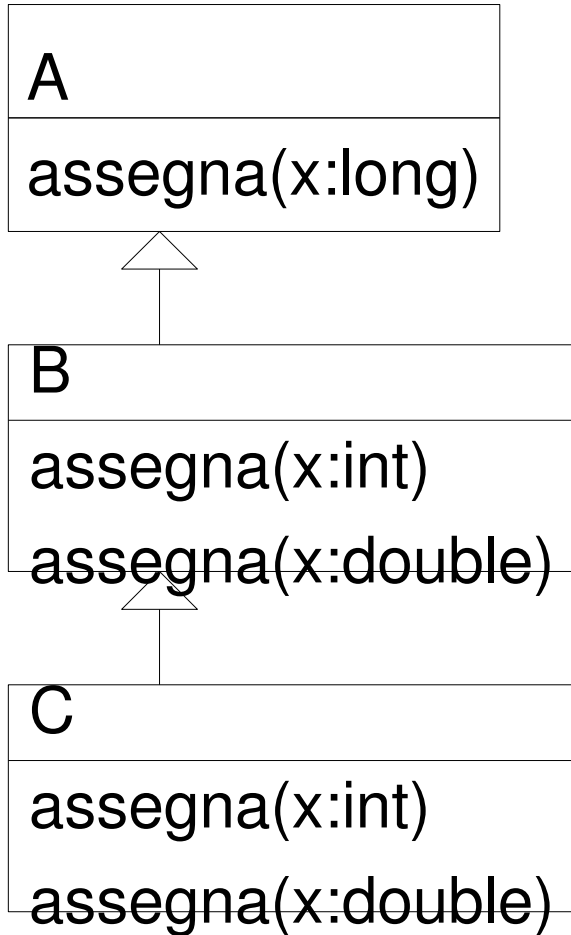 A
assegna(x:long)
B
assegna(x:int)
assegna(x:double)
C
assegna(x:int)
assegna(x:double)